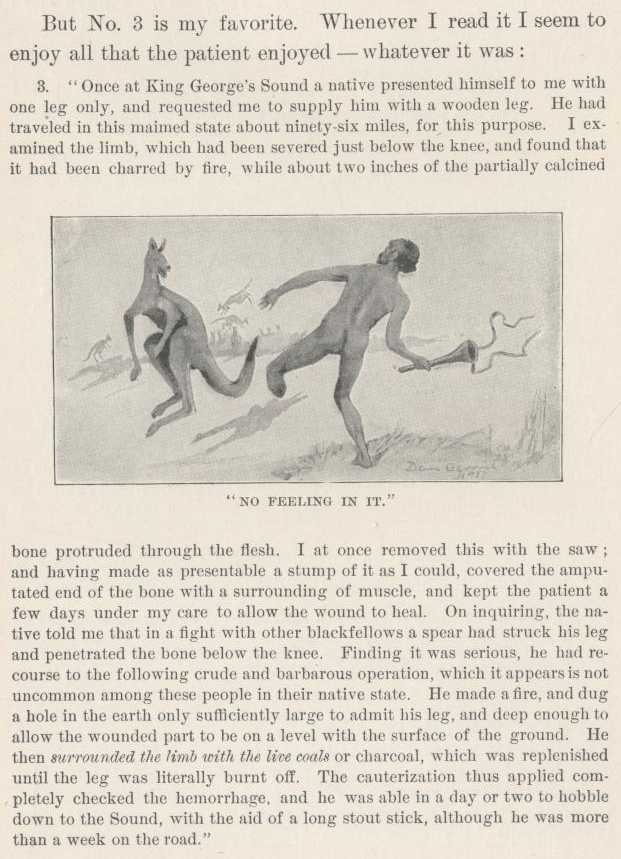 But No. 3 is my favorite. Whenever I read it I seem to
enjoy all that the patient enjoyed — whatever it was :
3. “Once at King George’s Sound a native presented himself to me with
one leg only, and requested me to supply him with a wooden leg. He had
traveled in this maimed state about ninety-six miles, for this purpose. I ex-
amined the limb, which had been severed just below the knee, and found that
it had been charred by fire, while about two inches of the partially calcined
“NO FEELING IN IT.”
bone protruded through the flesh. I at once removed this with the saw ;
and having made as presentable a stump of it as I could, covered the ampu-
tated end of the bone with a surrounding of muscle, and kept the patient a
few days under my care to allow the wound to heal. On inquiring, the na-
tive told me that in a fight with other blackfellows a spear had struck his leg
and penetrated the bone below the knee. Finding it was serious, he had re-
course to the following crude and barbarous operation, which it appears is not
uncommon among these people in their native state. He made a fire, and dug
a hole in the earth only sufficiently large to admit his leg, and deep enough to
allow the wounded part to be on a level with the surface of the ground. He
then surrounded the limb with the live coals or charcoal, which was replenished
until the leg was literally burnt off. The cauterization thus applied com-
pletely checked the hemorrhage, and he was able in a day or two to hobble
down to the Sound, with the aid of a long stout stick, although he was more
than a week on the road.”